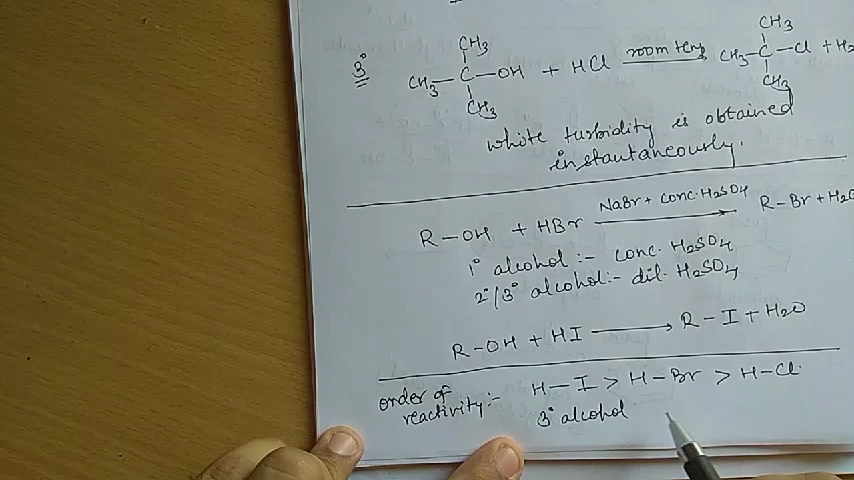 3°
CH3
CH3—C—OH + HCl room temp CH3—C—Cl + H2
CH3
CH3
CH3
white turbidity is obtained
instantaneously.
R—OH + HBr NaBr + Conc·H2SO4 R—Br + H2O
1° alcohol :- Conc· H2SO4
2°/3° alcohol:- dil· H2SO4
R—OH + HI ⟶ R—I + H2O
order of
reactivity:- H—I > H—Br > H—Cl·
3° alcohol